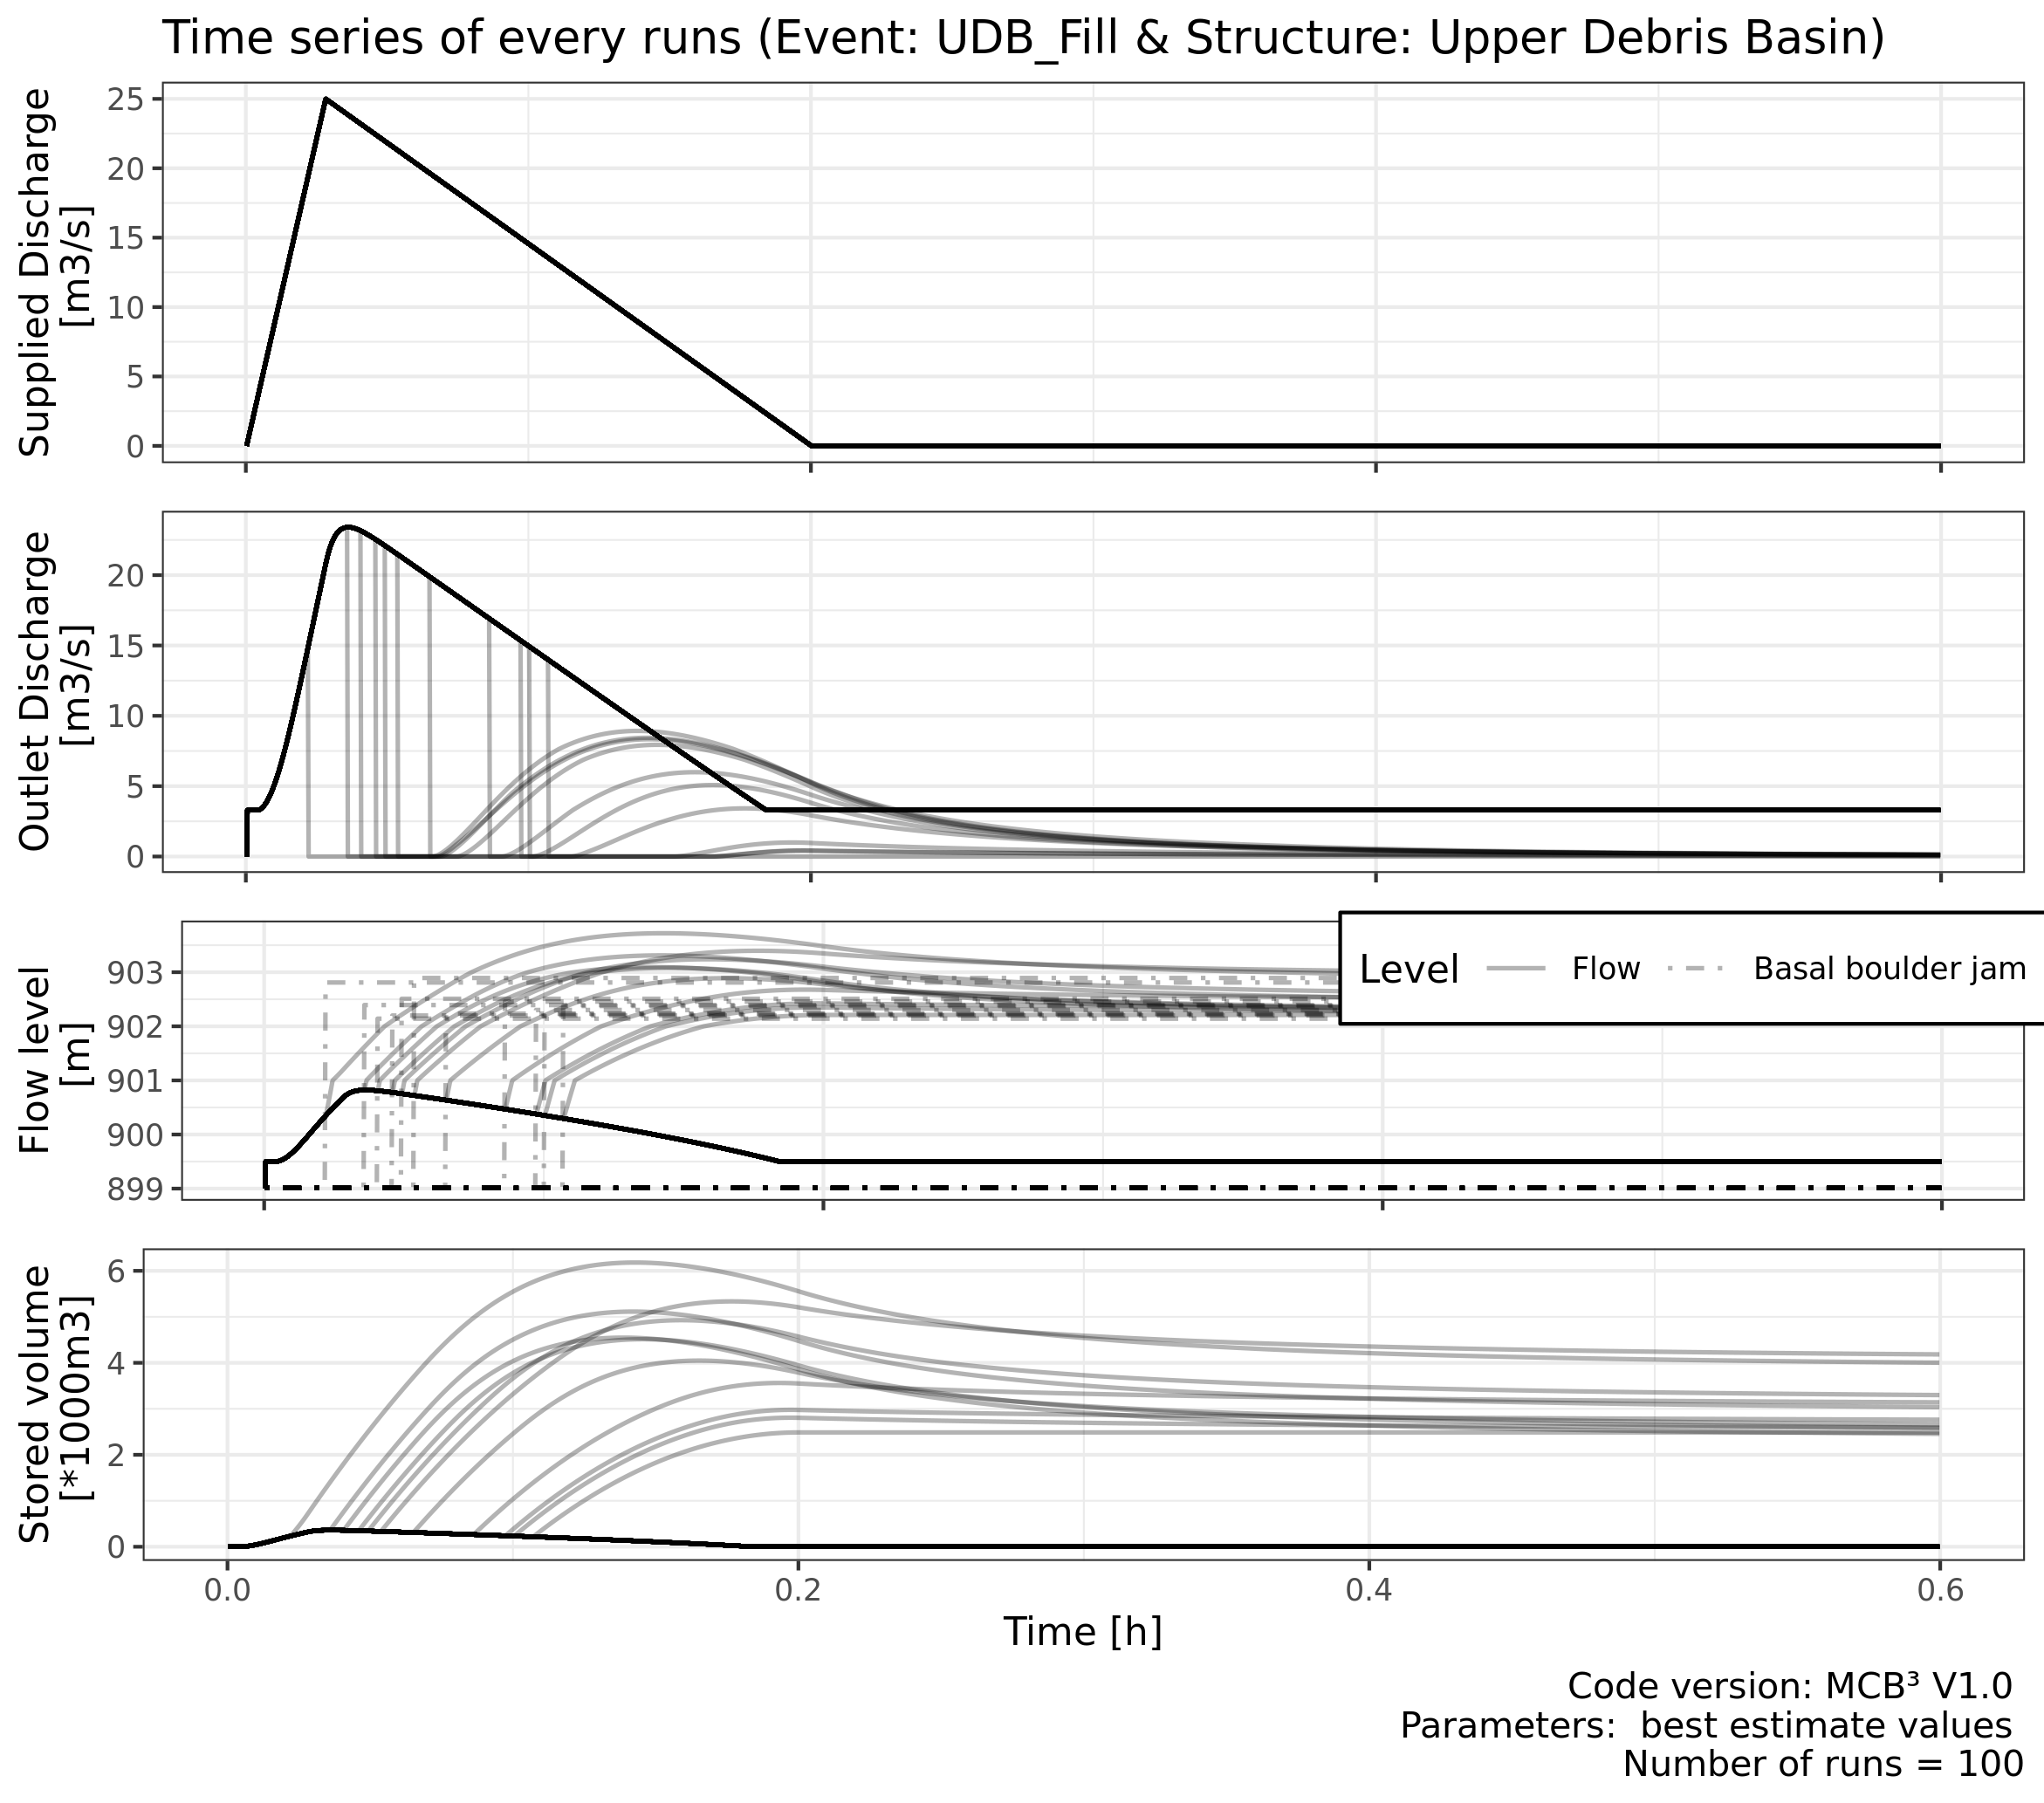 Time series of every runs (Event: UDB_Fill & Structure: Upper Debris Basin)
Supplied Discharge
[m3/s]
25
20
15
10
5
0
Outlet Discharge
[m3/s]
20
15
10
5
0
Flow level
[m]
903
902
901
900
899
Level Flow Basal boulder jam
Stored volume
[*1000m3]
6
4
2
0
0.0 0.2 0.4 0.6
Time [h]
Code version: MCB³ V1.0
Parameters:  best estimate values
Number of runs = 100